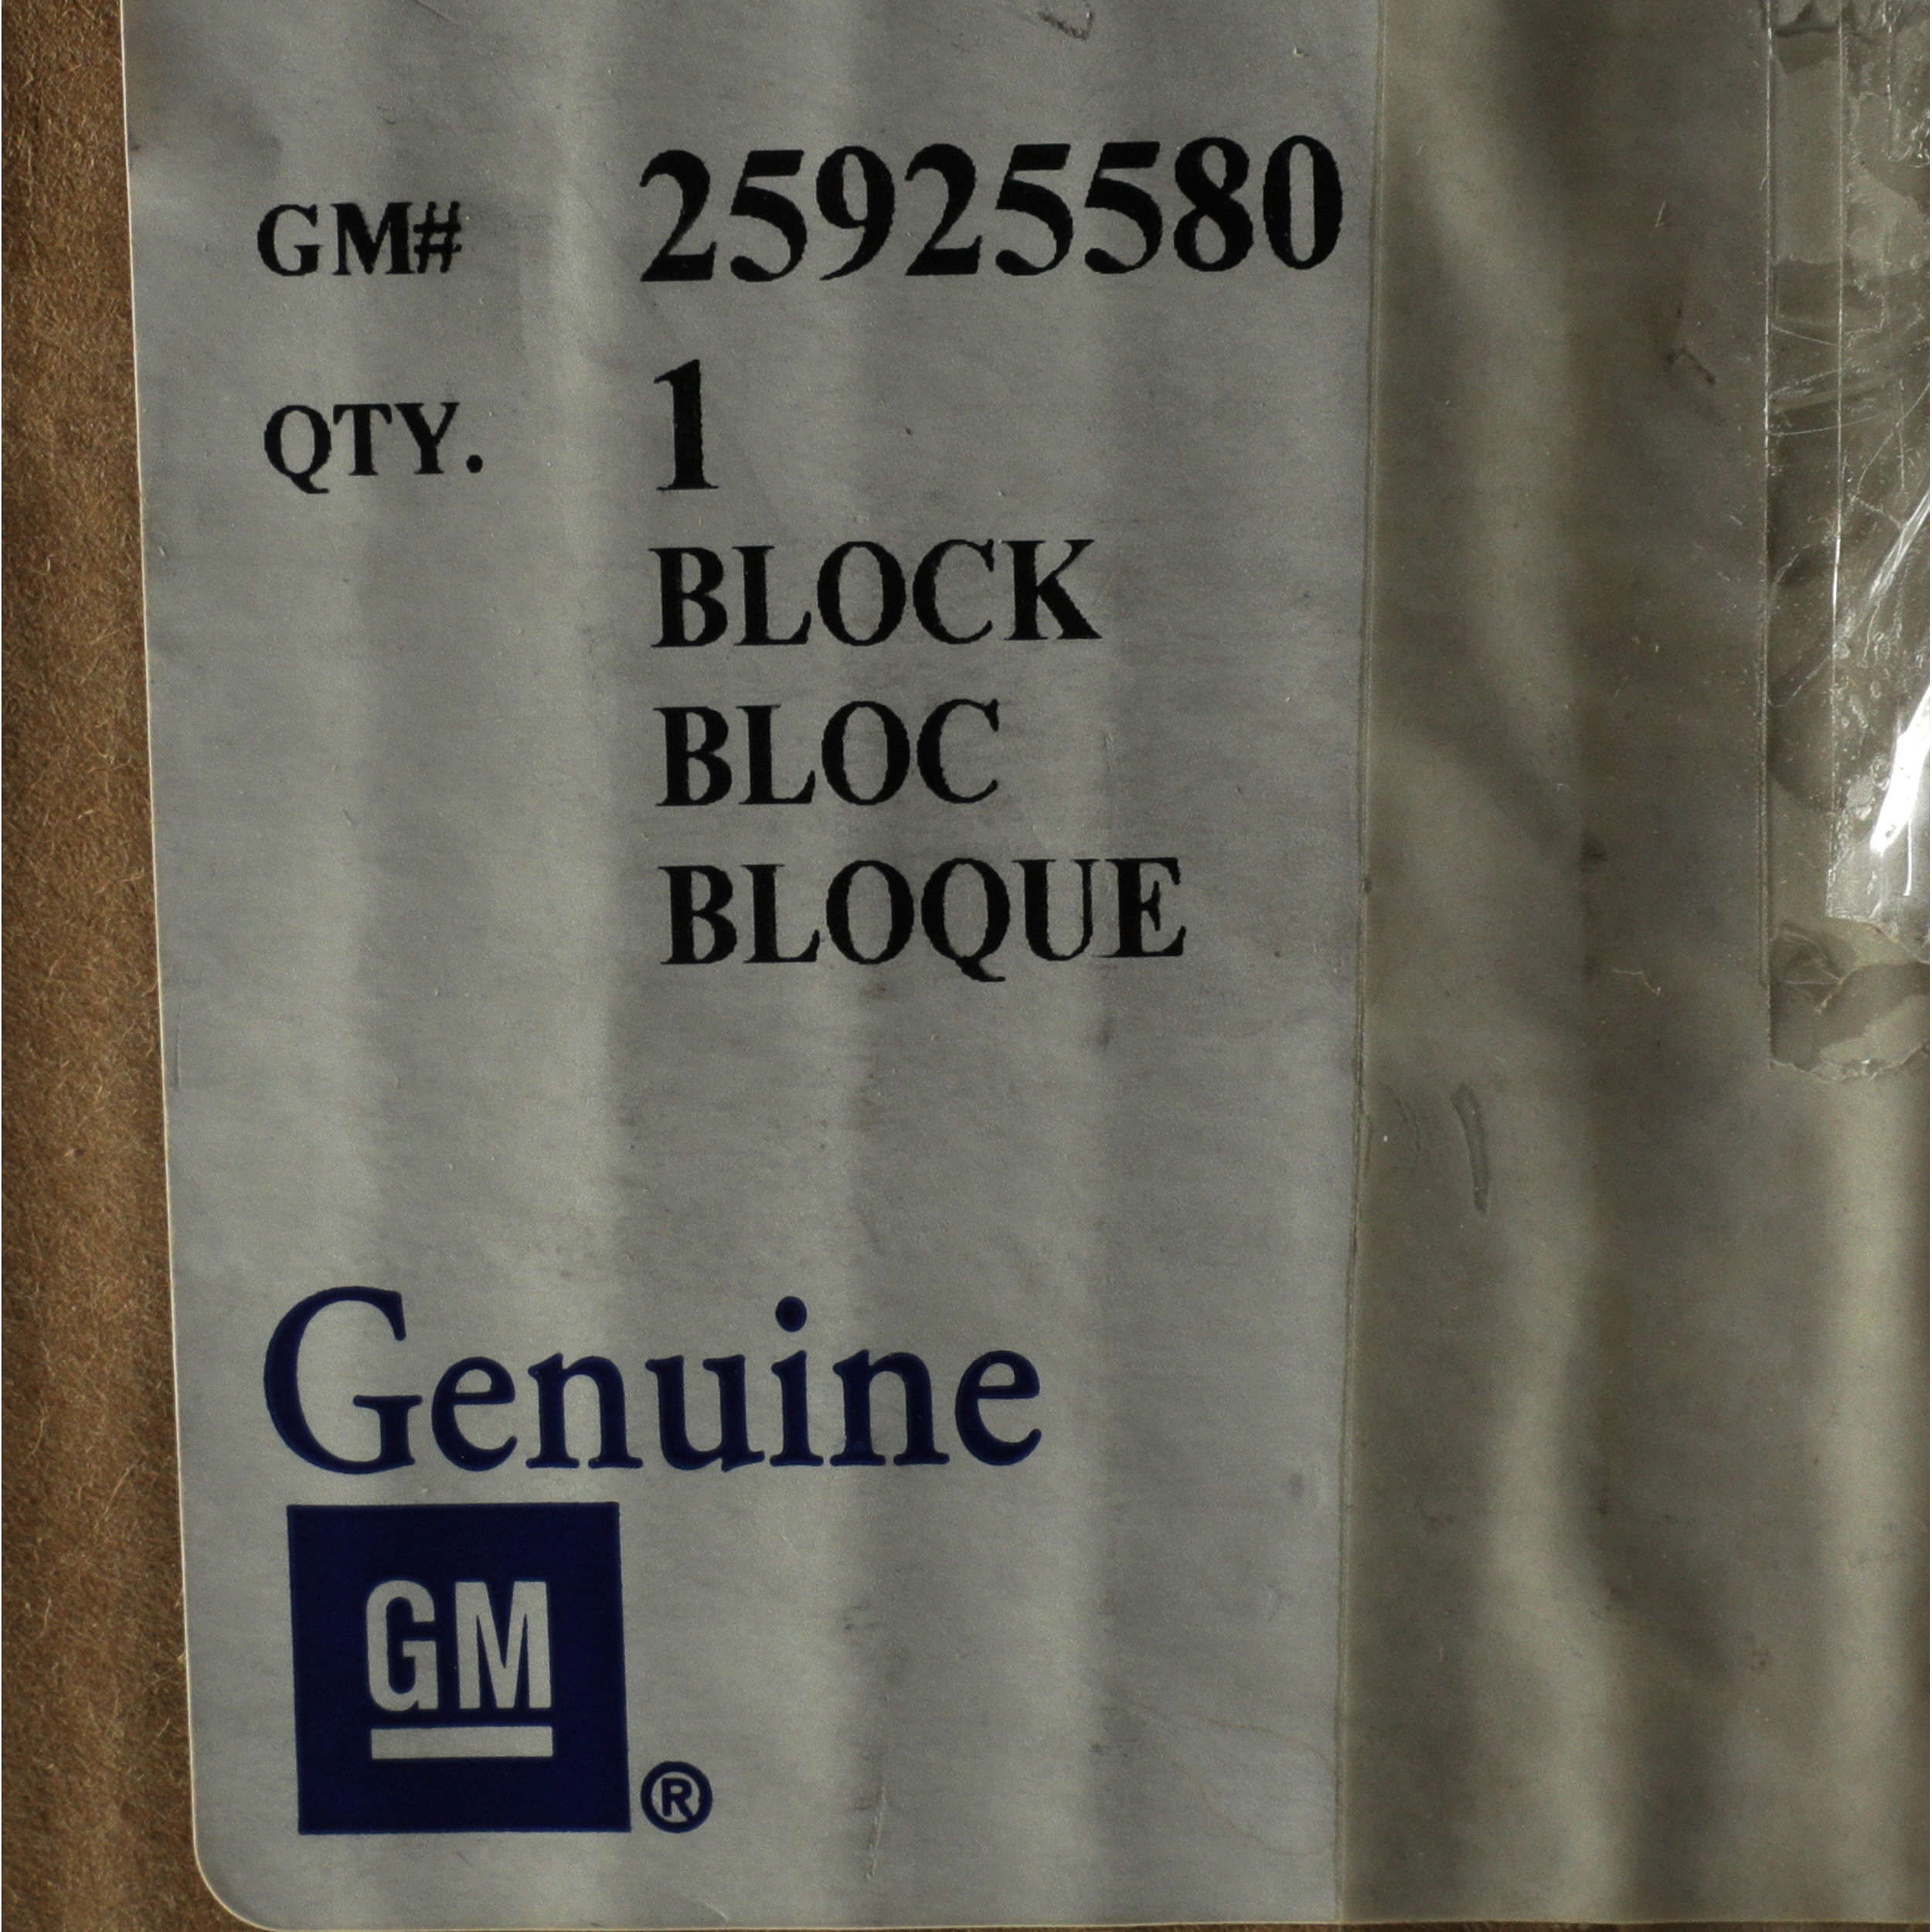 GM# 25925580
QTY. 1
BLOCK
BLOC
BLOQUE
Genuine
GM
®